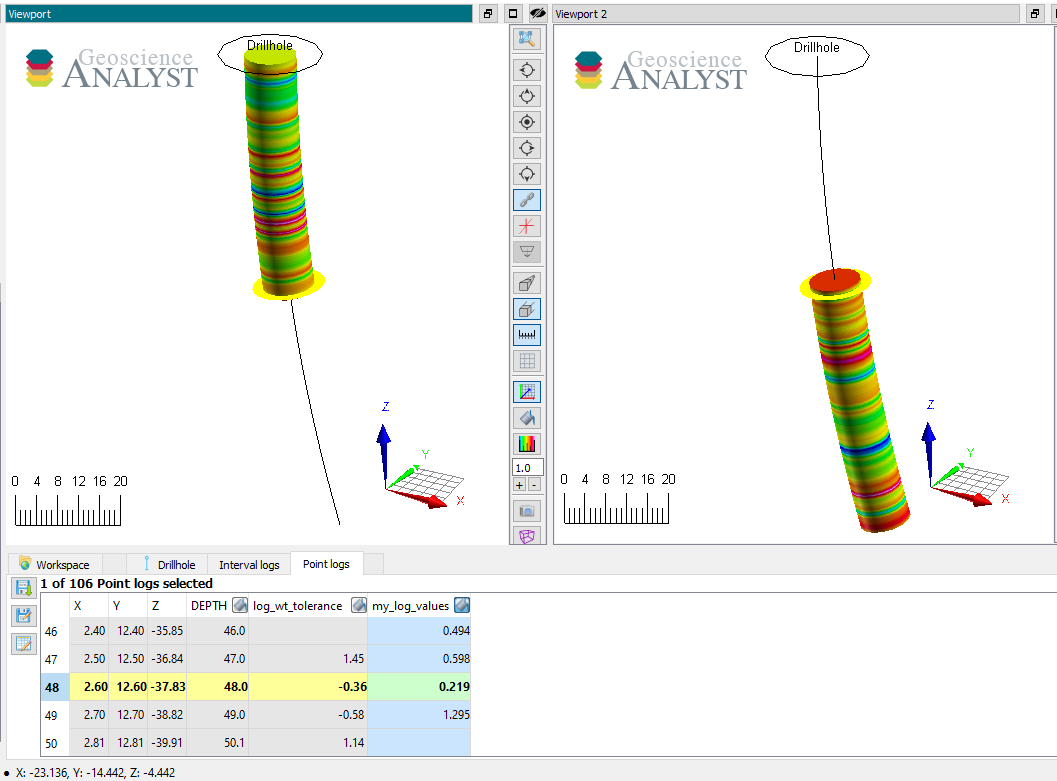 Viewport
Viewport 2
Geoscience
ANALYST
Drillhole
Z
Y
X
0 4 8 12 16 20
1.0
+ -
Geoscience
ANALYST
Drillhole
Z
Y
X
0 4 8 12 16 20
Workspace Drillhole Interval logs Point logs
1 of 106 Point logs selected
X Y Z DEPTH log_wt_tolerance my_log_values
46 2.40 12.40 -35.85 46.0 0.494
47 2.50 12.50 -36.84 47.0 1.45 0.598
48 2.60 12.60 -37.83 48.0 -0.36 0.219
49 2.70 12.70 -38.82 49.0 -0.58 1.295
50 2.81 12.81 -39.91 50.1 1.14
X: -23.136, Y: -14.442, Z: -4.442